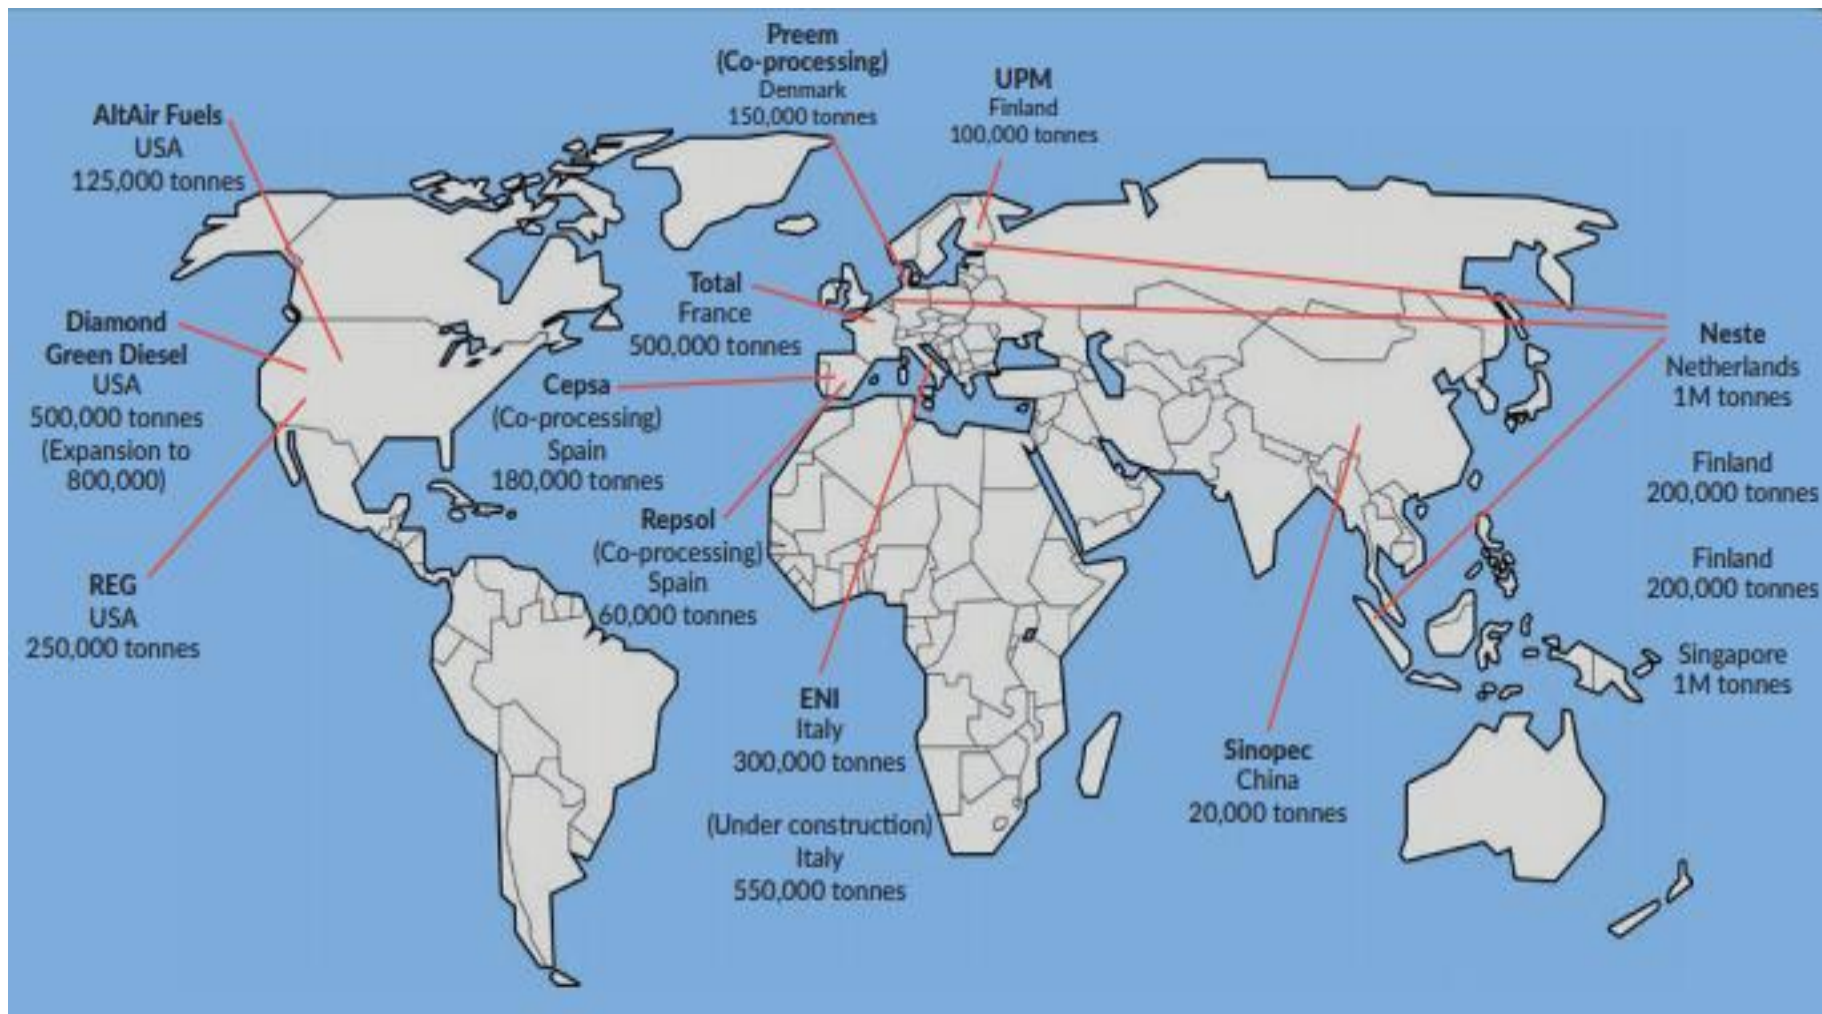 Preem
(Co-processing)
Denmark
150,000 tonnes
UPM
Finland
100,000 tonnes
AltAir Fuels
USA
125,000 tonnes
Total
France
500,000 tonnes
Diamond
Green Diesel
USA
500,000 tonnes
(Expansion to
800,000)
Cepsa
(Co-processing)
Spain
180,000 tonnes
Neste
Netherlands
1M tonnes
Finland
200,000 tonnes
Finland
200,000 tonnes
Singapore
1M tonnes
Repsol
(Co-processing)
Spain
60,000 tonnes
REG
USA
250,000 tonnes
ENI
Italy
300,000 tonnes
(Under construction)
Italy
550,000 tonnes
Sinopec
China
20,000 tonnes